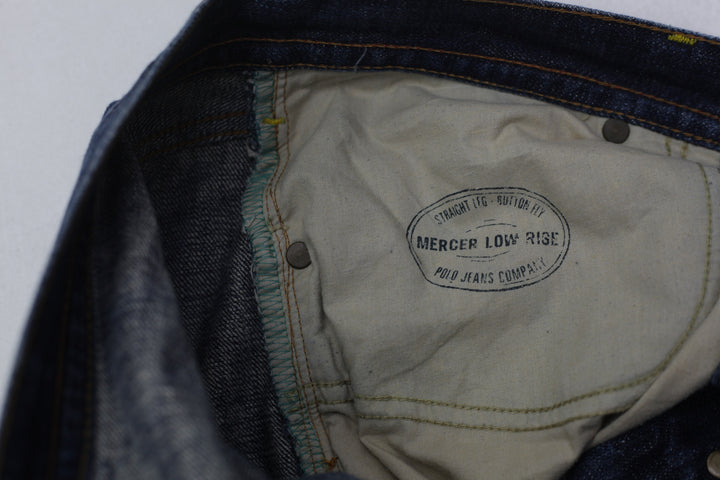 STRAIGHT LEG - BUTTON FLY
MERCER LOW RISE
POLO JEANS COMPANY